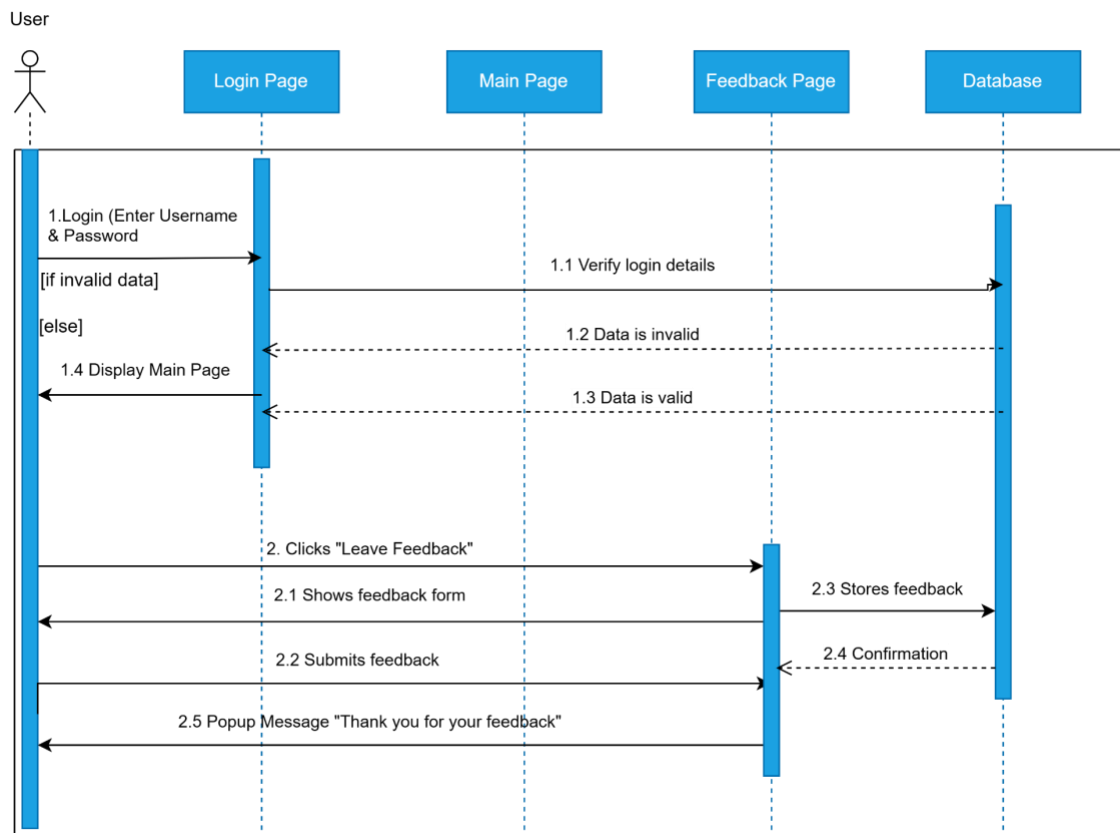 User
Login Page
Main Page
Feedback Page
Database
1.Login (Enter Username
& Password
[if invalid data]
1.1 Verify login details
[else]
1.2 Data is invalid
1.4 Display Main Page
1.3 Data is valid
2. Clicks "Leave Feedback"
2.1 Shows feedback form
2.3 Stores feedback
2.2 Submits feedback
2.4 Confirmation
2.5 Popup Message "Thank you for your feedback"